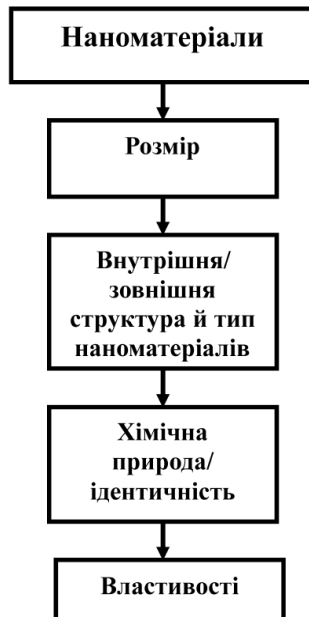 Наноматеріали
Розмір
Внутрішня/
зовнішня
структура й тип
наноматеріалів
Хімічна
природа/
ідентичність
Властивості